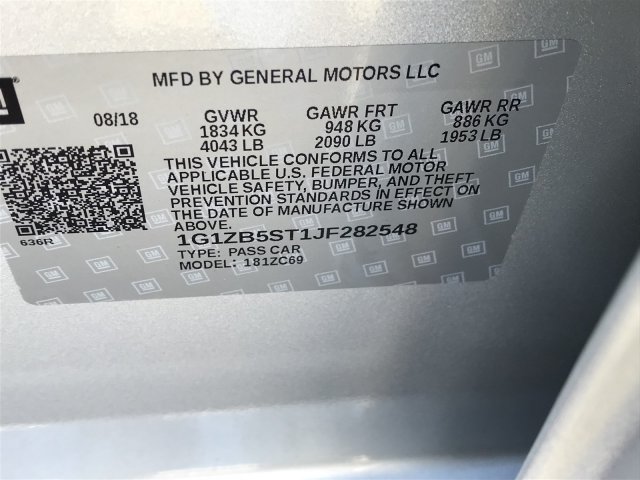 MFD BY GENERAL MOTORS LLC
08/18 GVWR GAWR FRT GAWR RR
1834 KG 948 KG 886 KG
4043 LB 2090 LB 1953 LB
THIS VEHICLE CONFORMS TO ALL
APPLICABLE U.S. FEDERAL MOTOR
VEHICLE SAFETY, BUMPER, AND THEFT
PREVENTION STANDARDS IN EFFECT ON
THE DATE OF MANUFACTURE SHOWN
ABOVE.
636R
1G1ZB5ST1JF282548
TYPE: PASS CAR
MODEL: 181ZC69